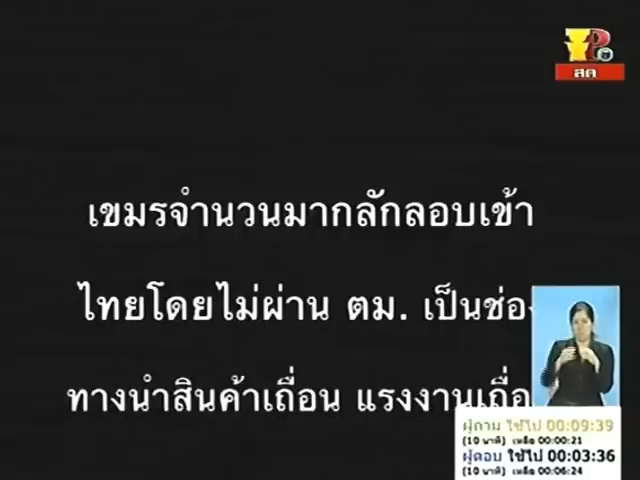 สด
เขมรจำนวนมากลักลอบเข้า
ไทยโดยไม่ผ่าน ตม. เป็นช่อง
ทางนำสินค้าเถื่อน แรงงานเถื่อ
ผู้ถาม ใช้ไป 00:09:39
(10 นาที) เหลือ 00:00:21
ผู้ตอบ ใช้ไป 00:03:36
(10 นาที) เหลือ 00:06:24